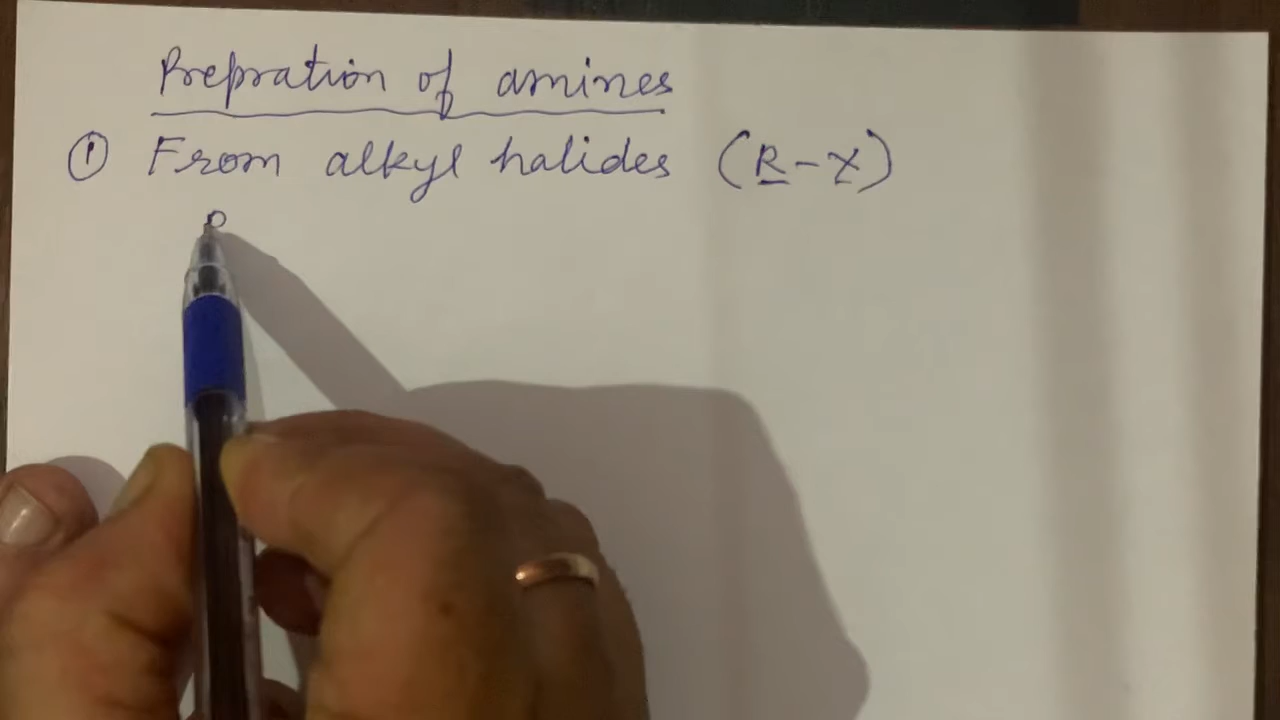 Prepration of amines
① From alkyl halides (R-X)